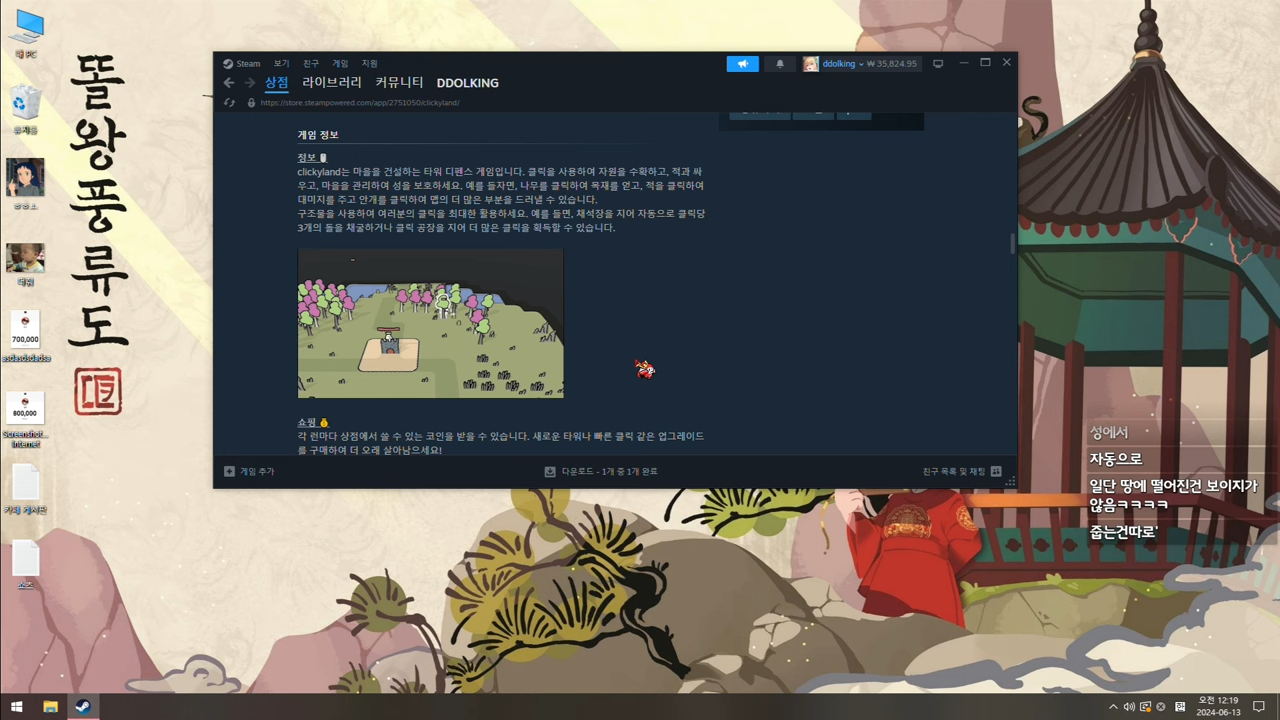 내 PC
휴지통
700,000
asdasdsdadsa
800,000
Screenshot...
Internet
카페 게시판
쇼츠
똘왕풍류도
Steam 보기 친구 게임 지원
ddolking ₩ 35,824.95
상점 라이브러리 커뮤니티 DDOLKING
https://store.steampowered.com/app/2751050/clickyland/
게임 정보
정보
clickyland는 마을을 건설하는 타워 디펜스 게임입니다. 클릭을 사용하여 자원을 수확하고, 적과 싸
우고, 마을을 관리하여 성을 보호하세요. 예를 들자면, 나무를 클릭하여 목재를 얻고, 적을 클릭하여
대미지를 주고 안개를 클릭하여 맵의 더 많은 부분을 드러낼 수 있습니다.
구조물을 사용하여 여러분의 클릭을 최대한 활용하세요. 예를 들면, 채석장을 지어 자동으로 클릭당
3개의 돌을 채굴하거나 클릭 공장을 지어 더 많은 클릭을 획득할 수 있습니다.
쇼핑
각 런마다 상점에서 쓸 수 있는 코인을 받을 수 있습니다. 새로운 타워나 빠른 클릭 같은 업그레이드
를 구매하여 더 오래 살아남으세요!
게임 추가 다운로드 - 1개 중 1개 완료 친구 목록 및 채팅
성에서
자동으로
일단 땅에 떨어진건 보이지가
않음ㅋㅋㅋㅋ
줍는건따로'
오전 12:19
2024-06-13